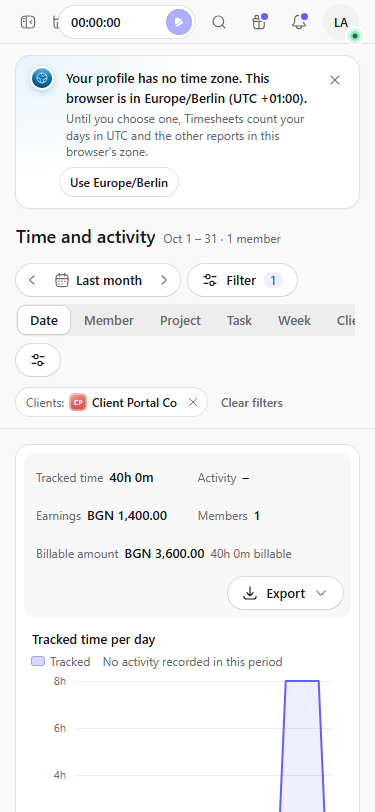 00:00:00
LA
Your profile has no time zone. This
browser is in Europe/Berlin (UTC +01:00).
Until you choose one, Timesheets count your
days in UTC and the other reports in this
browser's zone.
Use Europe/Berlin
Time and activity Oct 1 – 31 · 1 member
Last month
Filter 1
Date Member Project Task Week Clie
Clients: CP Client Portal Co
Clear filters
Tracked time 40h 0m Activity –
Earnings BGN 1,400.00 Members 1
Billable amount BGN 3,600.00 40h 0m billable
Export
Tracked time per day
Tracked No activity recorded in this period
8h
6h
4h